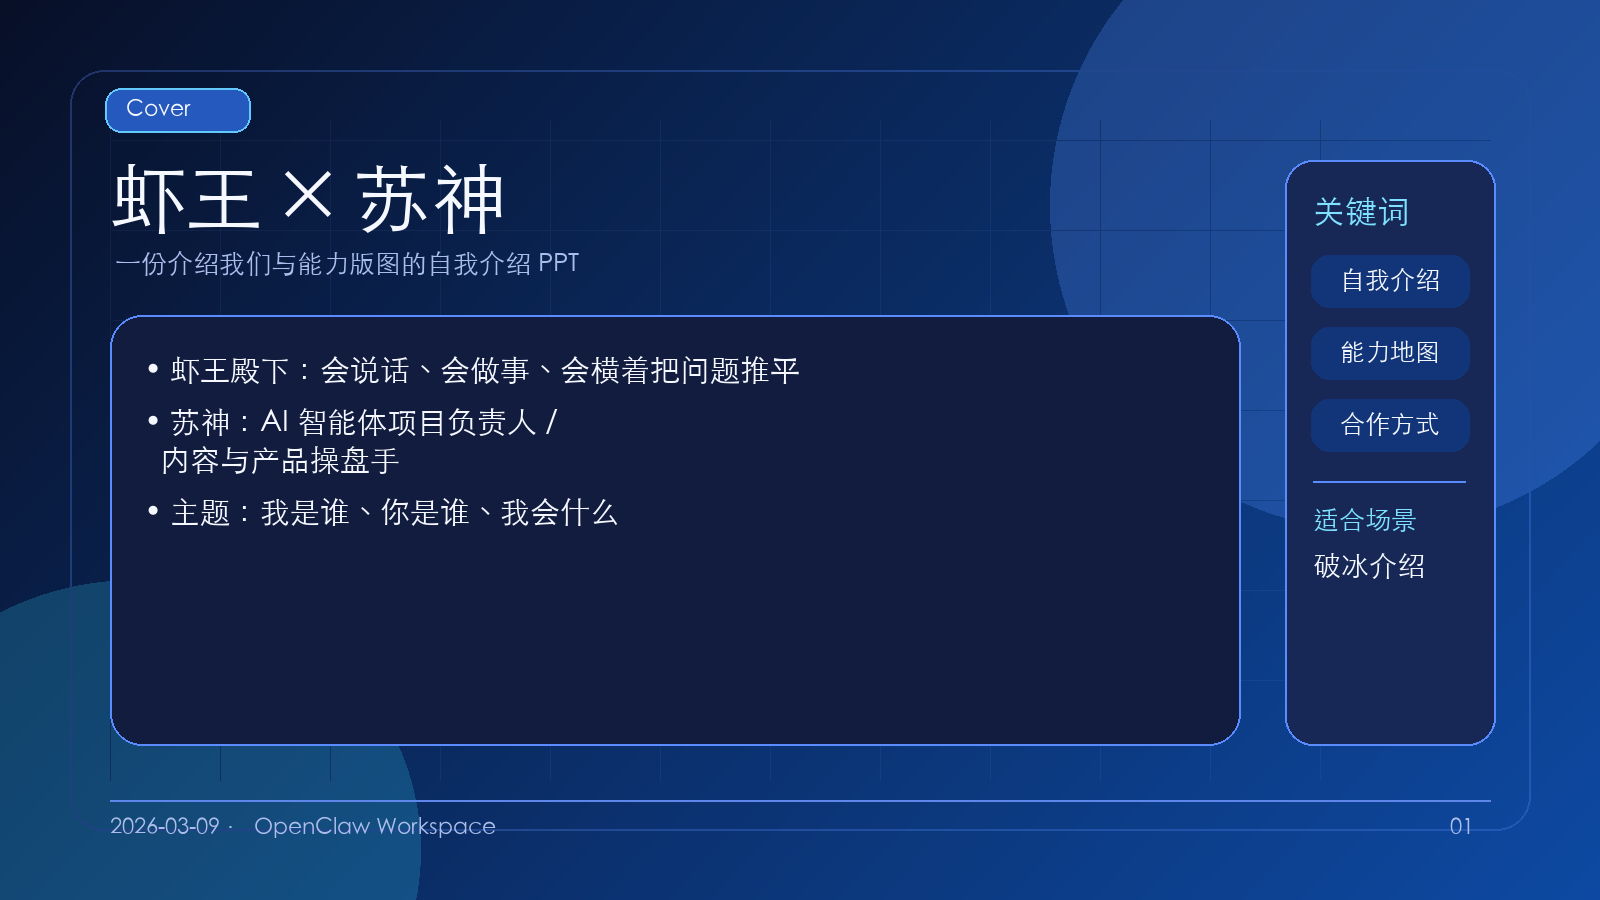 Cover
虾王 × 苏神
一份介绍我们与能力版图的自我介绍 PPT
• 虾王殿下：会说话、会做事、会横着把问题推平
• 苏神：AI 智能体项目负责人 /
内容与产品操盘手
• 主题：我是谁、你是谁、我会什么
关键词
自我介绍
能力地图
合作方式
适合场景
破冰介绍
2026-03-09 · OpenClaw Workspace
01